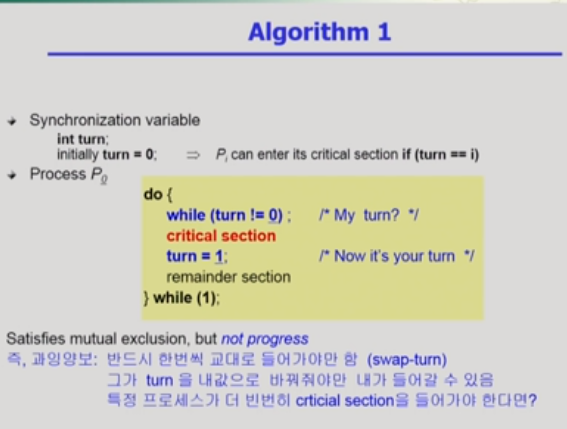 Algorithm 1
Synchronization variable
int turn;
initially turn = 0; ⇒ Pi can enter its critical section if (turn == i)
Process P0
do {
while (turn != 0) ; /* My turn? */
critical section
turn = 1; /* Now it's your turn */
remainder section
} while (1);
Satisfies mutual exclusion, but not progress
즉, 과잉양보: 반드시 한번씩 교대로 들어가야만 함 (swap-turn)
그가 turn 을 내값으로 바꿔줘야만 내가 들어갈 수 있음
특정 프로세스가 더 빈번히 crticial section을 들어가야 한다면?